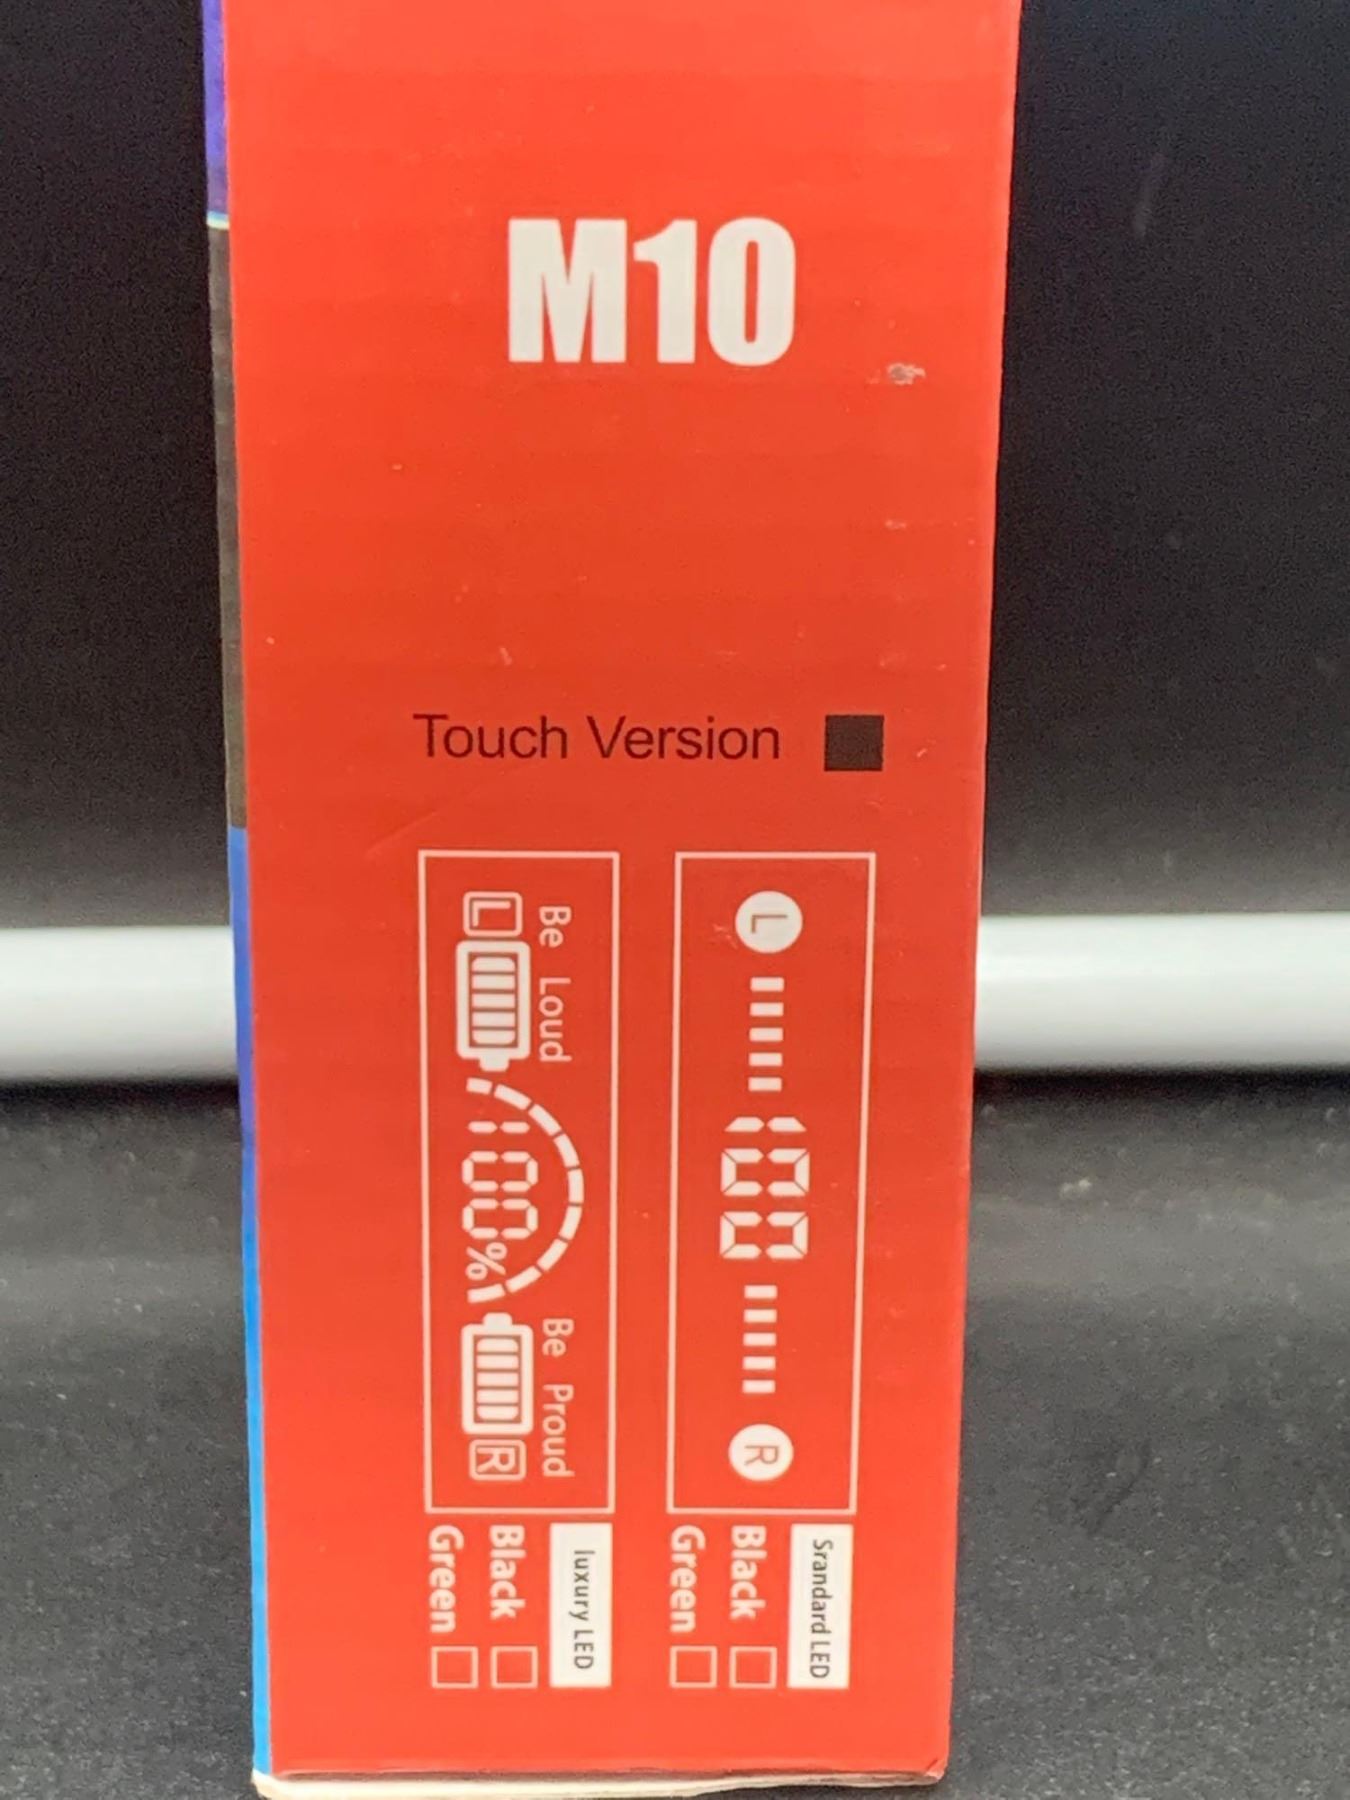 M10
Touch Version
Be Loud Be Proud
L 100% R
luxury LED
Black
Green
L 100 R
Srandard LED
Black
Green